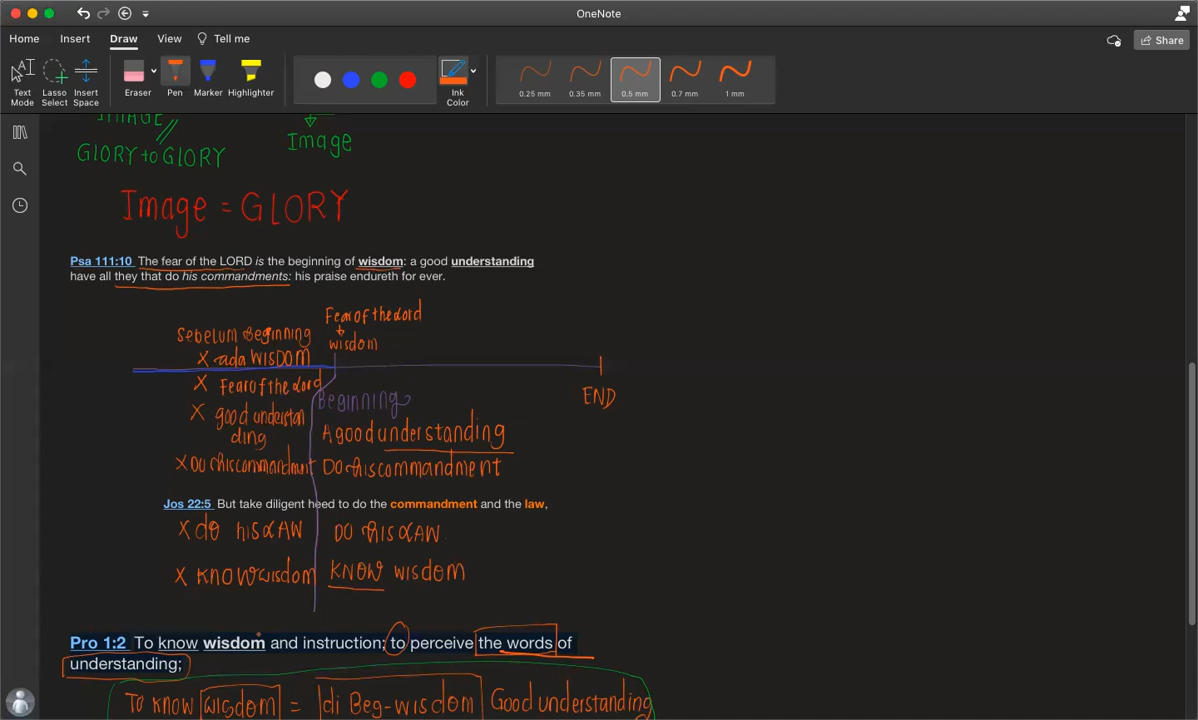 OneNote
Home Insert Draw View Tell me
Share
Text Mode
Lasso Select
Insert Space
Eraser
Pen
Marker
Highlighter
Ink Color
0.25 mm 0.35 mm 0.5 mm 0.7 mm 1 mm
IMAGE
GLORY to GLORY
Image
Image = GLORY
Psa 111:10 The fear of the LORD is the beginning of wisdom: a good understanding
have all they that do his commandments: his praise endureth for ever.
Fear of the Lord
wisdom
Sebelum Beginning
X ada WISDOM
X Fear of the Lord
X good understan
ding
X DO his commandment
END
Beginning
A good understanding
DO his commandment
Jos 22:5 But take diligent heed to do the commandment and the law,
X do his LAW DO his LAW
X KNOW wisdom KNOW wisdom
Pro 1:2 To know wisdom and instruction; to perceive the words of
understanding;
To know wisdom = di Beg-wisdom Good understanding